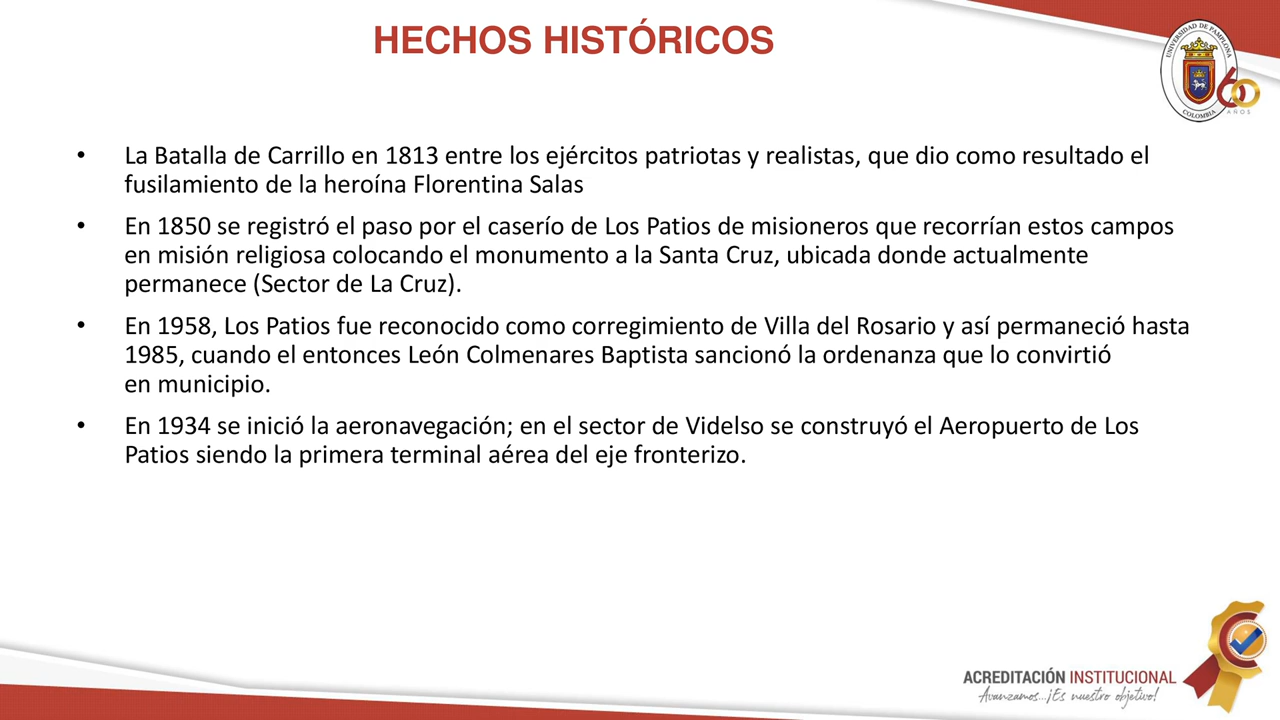 HECHOS HISTÓRICOS
UNIVERSIDAD DE PAMPLONA
COLOMBIA
60
AÑOS
• La Batalla de Carrillo en 1813 entre los ejércitos patriotas y realistas, que dio como resultado el
fusilamiento de la heroína Florentina Salas
• En 1850 se registró el paso por el caserío de Los Patios de misioneros que recorrían estos campos
en misión religiosa colocando el monumento a la Santa Cruz, ubicada donde actualmente
permanece (Sector de La Cruz).
• En 1958, Los Patios fue reconocido como corregimiento de Villa del Rosario y así permaneció hasta
1985, cuando el entonces León Colmenares Baptista sancionó la ordenanza que lo convirtió
en municipio.
• En 1934 se inició la aeronavegación; en el sector de Videlso se construyó el Aeropuerto de Los
Patios siendo la primera terminal aérea del eje fronterizo.
ACREDITACIÓN INSTITUCIONAL
Avanzamos...¡Es nuestro objetivo!